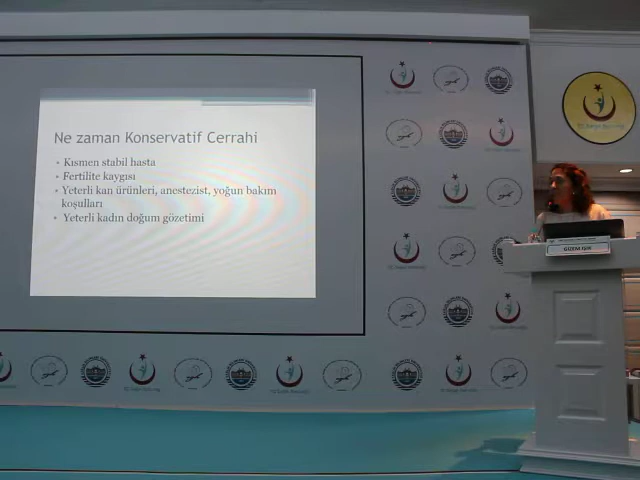 Ne zaman Konservatif Cerrahi
• Kısmen stabil hasta
• Fertilite kaygısı
• Yeterli kan ürünleri, anestezist, yoğun bakım
koşulları
• Yeterli kadın doğum gözetimi